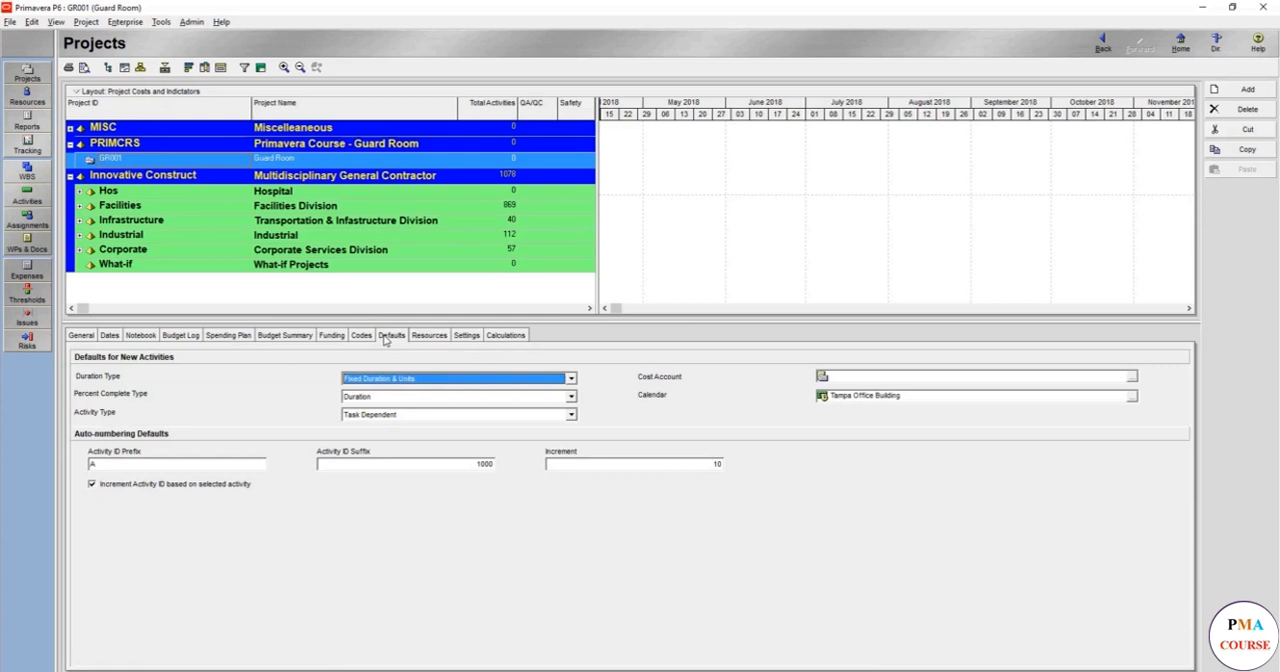 Primavera P6 : GR001 (Guard Room)
File Edit View Project Enterprise Tools Admin Help
Projects
Back Forward Home Dir. Help
Projects
Resources
Reports
Tracking
WBS
Activities
Assignments
WPs & Docs
Expenses
Thresholds
Issues
Risks
Layout: Project Costs and Indictators
Project ID Project Name Total Activities QA/QC Safety
MISC Miscelleaneous 0
PRIMCRS Primavera Course - Guard Room 0
GR001 Guard Room 0
Innovative Construct Multidisciplinary General Contractor 1078
Hos Hospital 0
Facilities Facilities Division 869
Infrastructure Transportation & Infastructure Division 40
Industrial Industrial 112
Corporate Corporate Services Division 57
What-if What-if Projects 0
2018 May 2018 June 2018 July 2018 August 2018 September 2018 October 2018 November 201
15 22 29 06 13 20 27 03 10 17 24 01 08 15 22 29 05 12 19 26 02 09 16 23 30 07 14 21 28 04 11 18
Add
Delete
Cut
Copy
Paste
General Dates Notebook Budget Log Spending Plan Budget Summary Funding Codes Defaults Resources Settings Calculations
Defaults for New Activities
Duration Type Fixed Duration & Units Cost Account
Percent Complete Type Duration Calendar Tampa Office Building
Activity Type Task Dependent
Auto-numbering Defaults
Activity ID Prefix Activity ID Suffix Increment
A 1000 10
Increment Activity ID based on selected activity
PMA
COURSE